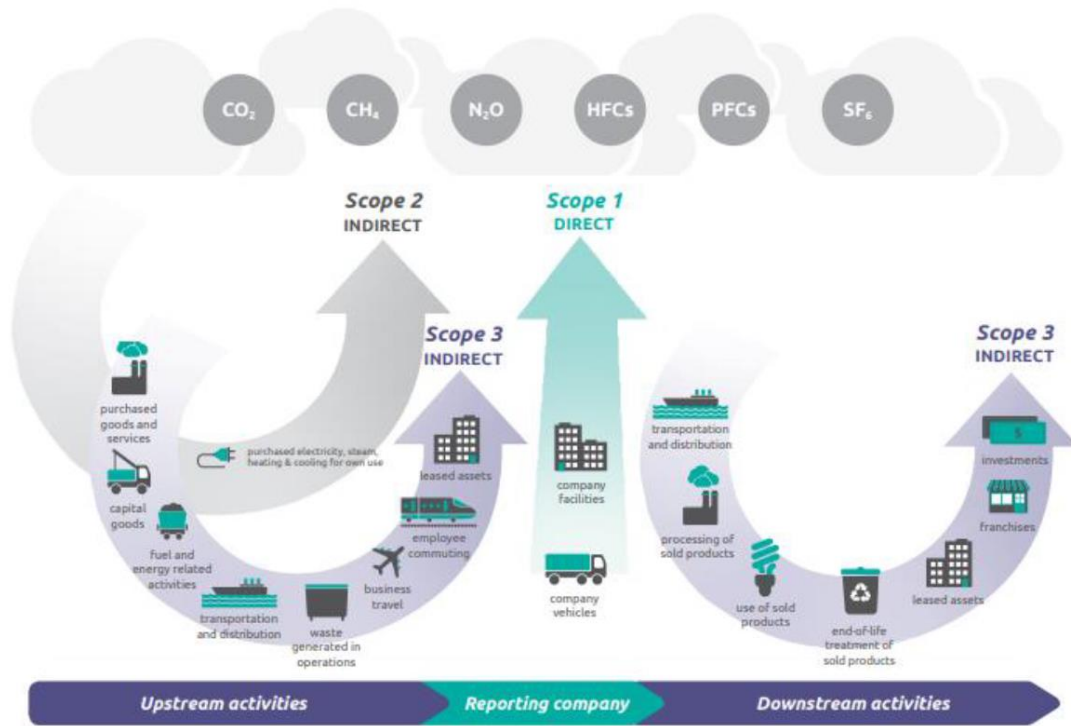 CO₂
CH₄
N₂O
HFCs
PFCs
SF₆
Scope 2
INDIRECT
Scope 1
DIRECT
Scope 3
INDIRECT
Scope 3
INDIRECT
purchased
goods and
services
capital
goods
fuel and
energy related
activities
transportation
and distribution
waste
generated in
operations
business
travel
employee
commuting
leased assets
purchased electricity, steam,
heating & cooling for own use
company
facilities
company
vehicles
transportation
and distribution
processing of
sold products
use of sold
products
end-of-life
treatment of
sold products
leased assets
franchises
$
investments
Upstream activities
Reporting company
Downstream activities